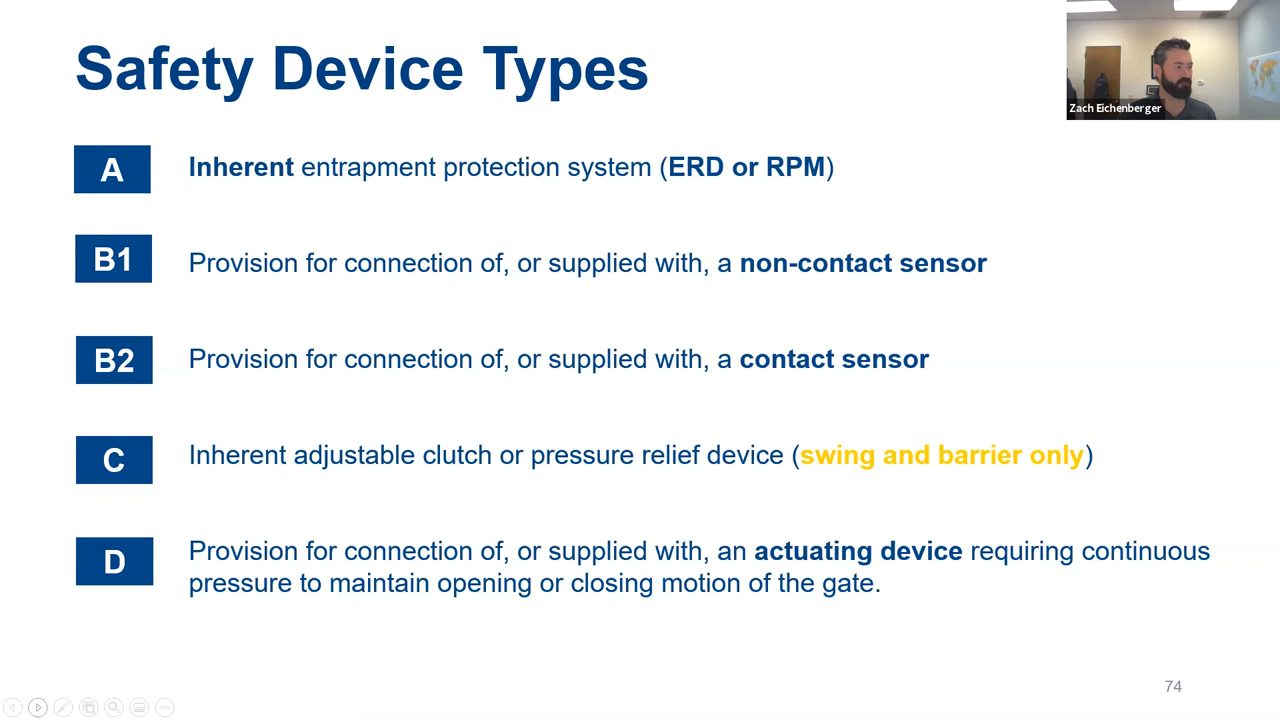 Safety Device Types
Zach Eichenberger
A
Inherent entrapment protection system (ERD or RPM)
B1
Provision for connection of, or supplied with, a non-contact sensor
B2
Provision for connection of, or supplied with, a contact sensor
C
Inherent adjustable clutch or pressure relief device (swing and barrier only)
D
Provision for connection of, or supplied with, an actuating device requiring continuous
pressure to maintain opening or closing motion of the gate.
74